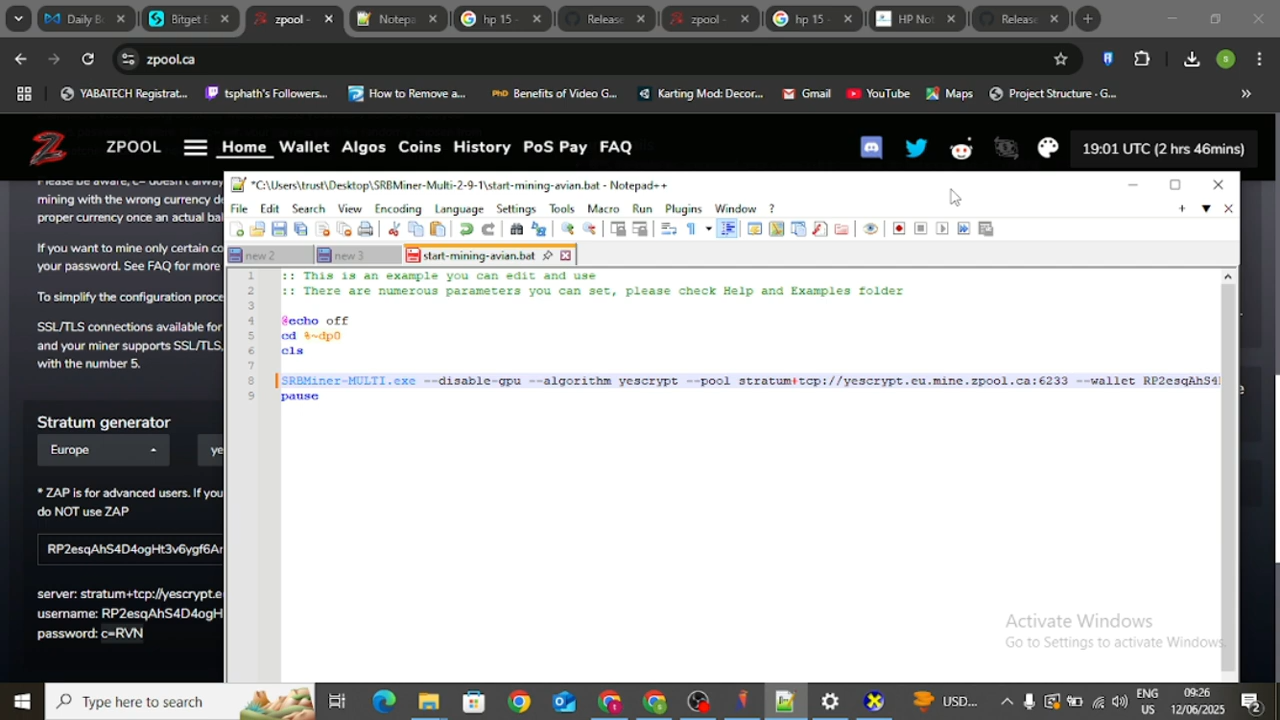 Daily B
Bitget E
zpool -
Notepa
hp 15 -
Release
zpool -
hp 15 -
HP Not
Release
zpool.ca
YABATECH Registrat...
tsphath's Followers...
How to Remove a...
PhD Benefits of Video G...
Karting Mod: Decor...
Gmail
YouTube
Maps
Project Structure - G...
ZPOOL
Home
Wallet
Algos
Coins
History
PoS Pay
FAQ
19:01 UTC (2 hrs 46mins)
Please be aware, c= doesn't alway
mining with the wrong currency de
proper currency once an actual bal
If you want to mine only certain co
your password. See FAQ for more
To simplify the configuration proce
SSL/TLS connections available for
and your miner supports SSL/TLS,
with the number 5.
Stratum generator
Europe
ye
* ZAP is for advanced users. If you
do NOT use ZAP
RP2esqAhS4D4ogHt3v6ygf6Ar
server: stratum+tcp://yescrypt.e
username: RP2esqAhS4D4ogH
password: c=RVN
*C:\Users\trust\Desktop\SRBMiner-Multi-2-9-1\start-mining-avian.bat - Notepad++
File Edit Search View Encoding Language Settings Tools Macro Run Plugins Window ?
new 2
new 3
start-mining-avian.bat
1 :: This is an example you can edit and use
2 :: There are numerous parameters you can set, please check Help and Examples folder
3
4 @echo off
5 cd %~dp0
6 cls
7
8 SRBMiner-MULTI.exe --disable-gpu --algorithm yescrypt --pool stratum+tcp://yescrypt.eu.mine.zpool.ca:6233 --wallet RP2esqAhS4
9 pause
Activate Windows
Go to Settings to activate Windows.
Type here to search
USD...
ENG
US
09:26
12/06/2025
2